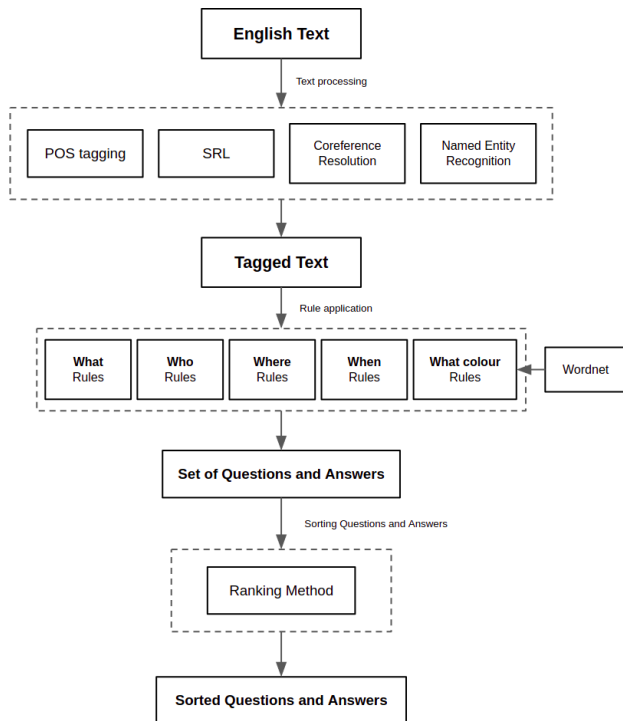 English Text
Text processing
POS tagging
SRL
Coreference
Resolution
Named Entity
Recognition
Tagged Text
Rule application
What
Rules
Who
Rules
Where
Rules
When
Rules
What colour
Rules
Wordnet
Set of Questions and Answers
Sorting Questions and Answers
Ranking Method
Sorted Questions and Answers